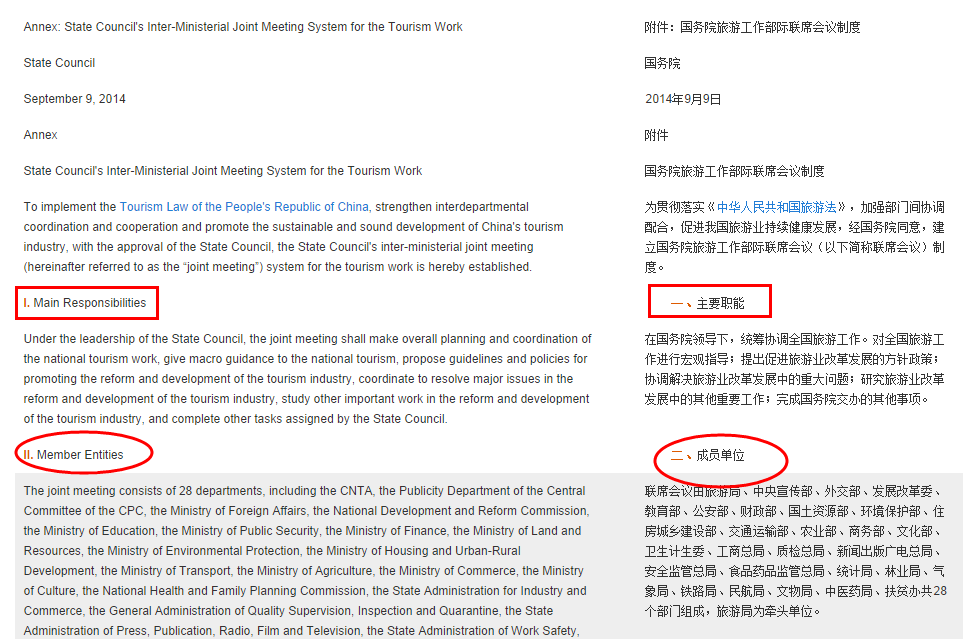 Annex: State Council's Inter-Ministerial Joint Meeting System for the Tourism Work
附件：国务院旅游工作部际联席会议制度
State Council
国务院
September 9, 2014
2014年9月9日
Annex
附件
State Council's Inter-Ministerial Joint Meeting System for the Tourism Work
国务院旅游工作部际联席会议制度
To implement the Tourism Law of the People's Republic of China, strengthen interdepartmental
coordination and cooperation and promote the sustainable and sound development of China's tourism
industry, with the approval of the State Council, the State Council's inter-ministerial joint meeting
(hereinafter referred to as the “joint meeting”) system for the tourism work is hereby established.
为贯彻落实《中华人民共和国旅游法》，加强部门间协调
配合，促进我国旅游业持续健康发展，经国务院同意，建
立国务院旅游工作部际联席会议（以下简称联席会议）制
度。
I. Main Responsibilities
一、主要职能
Under the leadership of the State Council, the joint meeting shall make overall planning and coordination of
the national tourism work, give macro guidance to the national tourism, propose guidelines and policies for
promoting the reform and development of the tourism industry, coordinate to resolve major issues in the
reform and development of the tourism industry, study other important work in the reform and development
of the tourism industry, and complete other tasks assigned by the State Council.
在国务院领导下，统筹协调全国旅游工作。对全国旅游工
作进行宏观指导；提出促进旅游业改革发展的方针政策；
协调解决旅游业改革发展中的重大问题；研究旅游业改革
发展中的其他重要工作；完成国务院交办的其他事项。
II. Member Entities
二、成员单位
The joint meeting consists of 28 departments, including the CNTA, the Publicity Department of the Central
Committee of the CPC, the Ministry of Foreign Affairs, the National Development and Reform Commission,
the Ministry of Education, the Ministry of Public Security, the Ministry of Finance, the Ministry of Land and
Resources, the Ministry of Environmental Protection, the Ministry of Housing and Urban-Rural
Development, the Ministry of Transport, the Ministry of Agriculture, the Ministry of Commerce, the Ministry
of Culture, the National Health and Family Planning Commission, the State Administration for Industry and
Commerce, the General Administration of Quality Supervision, Inspection and Quarantine, the State
Administration of Press, Publication, Radio, Film and Television, the State Administration of Work Safety,
联席会议由旅游局、中央宣传部、外交部、发展改革委、
教育部、公安部、财政部、国土资源部、环境保护部、住
房城乡建设部、交通运输部、农业部、商务部、文化部、
卫生计生委、工商总局、质检总局、新闻出版广电总局、
安全监管总局、食品药品监管总局、统计局、林业局、气
象局、铁路局、民航局、文物局、中医药局、扶贫办共28
个部门组成，旅游局为牵头单位。